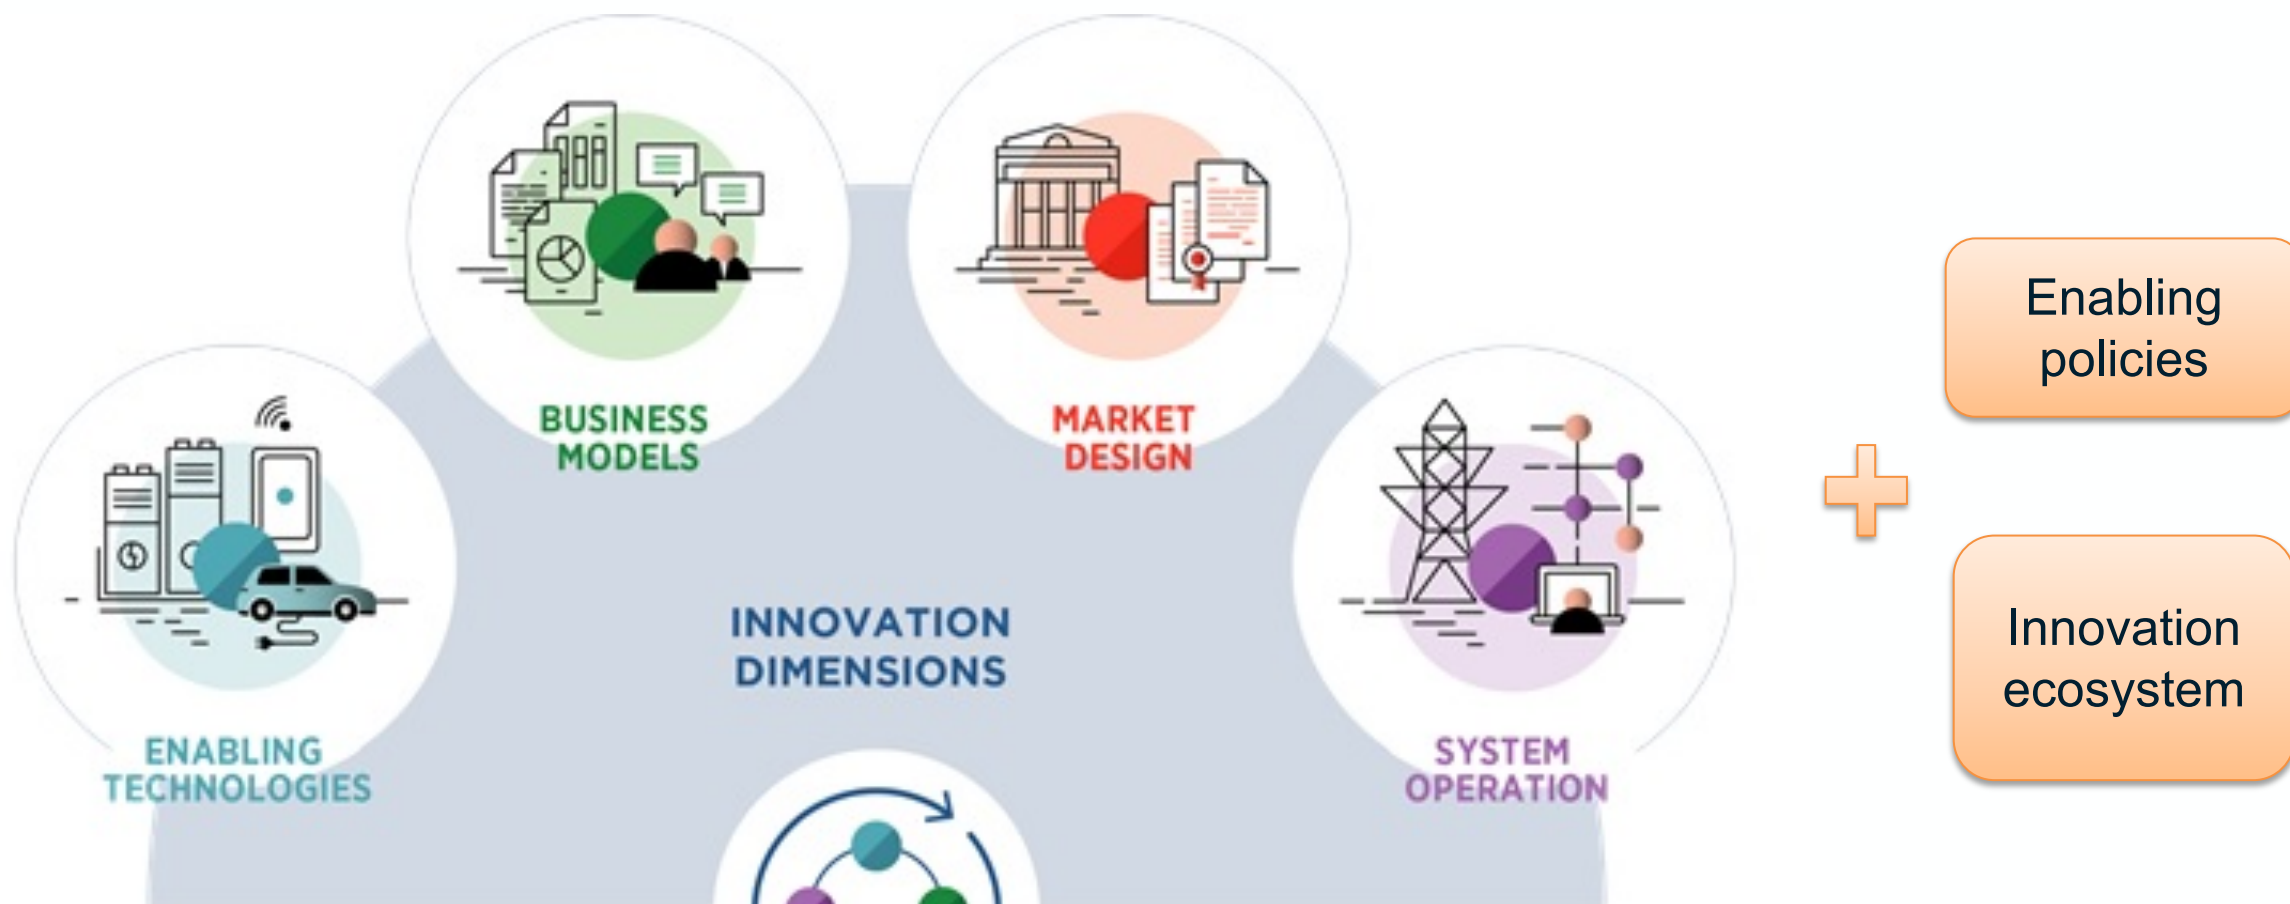 BUSINESS
MODELS
MARKET
DESIGN
ENABLING
TECHNOLOGIES
INNOVATION
DIMENSIONS
SYSTEM
OPERATION
Enabling
policies
Innovation
ecosystem